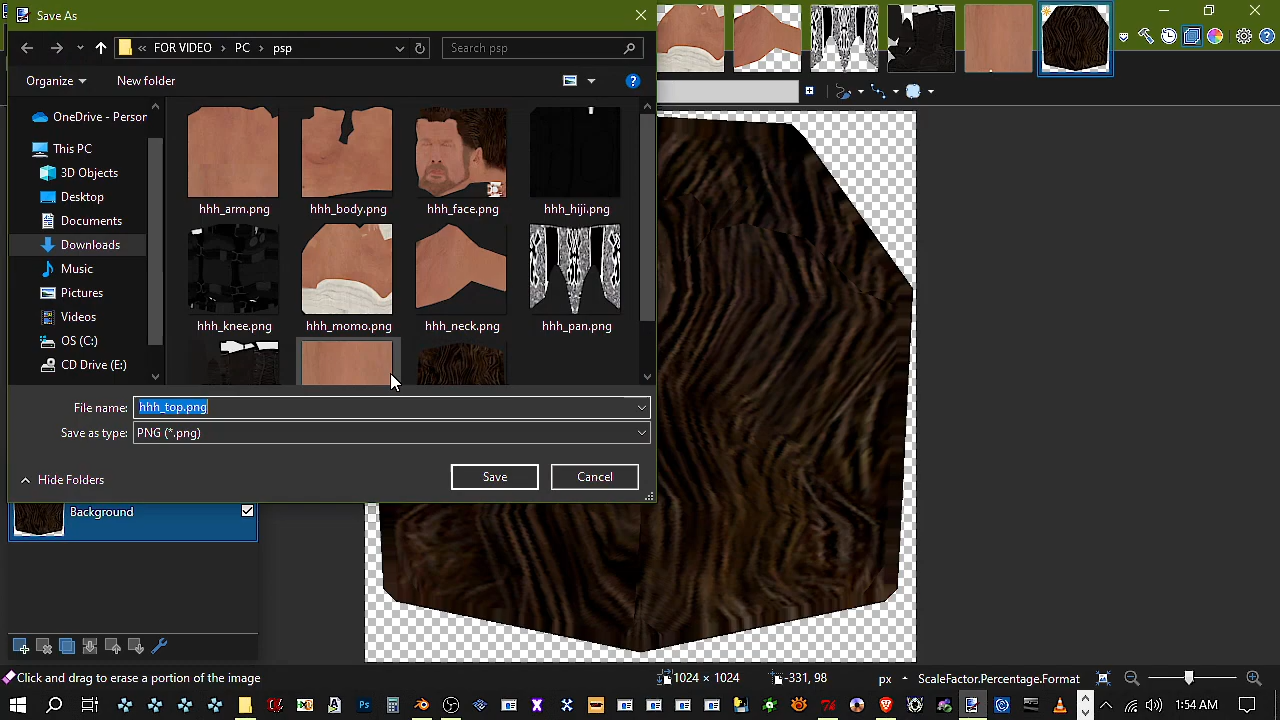 Save As
FOR VIDEO
PC
psp
Search psp
Organize
New folder
OneDrive - Person
This PC
3D Objects
Desktop
Documents
Downloads
Music
Pictures
Videos
OS (C:)
CD Drive (E:)
hhh_arm.png
hhh_body.png
hhh_face.png
hhh_hiji.png
hhh_knee.png
hhh_momo.png
hhh_neck.png
hhh_pan.png
File name:
hhh_top.png
Save as type:
PNG (*.png)
Hide Folders
Save
Cancel
Background
Click and drag to erase a portion of the image
1024 × 1024
-331, 98
px
ScaleFactor.Percentage.Format
1:54 AM